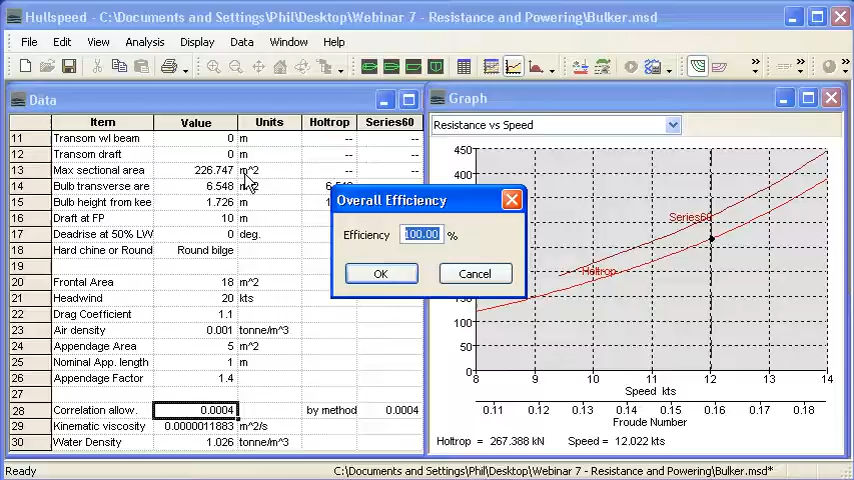 Hullspeed - C:\Documents and Settings\Phil\Desktop\Webinar 7 - Resistance and Powering\Bulker.msd
File Edit View Analysis Display Data Window Help
Data
Item Value Units Holtrop Series60
11 Transom wl beam 0 m -- --
12 Transom draft 0 m -- --
13 Max sectional area 226.747 m^2 -- --
14 Bulb transverse are 6.548
15 Bulb height from kee 1.726 m
16 Draft at FP 10 m
17 Deadrise at 50% LW 0 deg.
18 Hard chine or Round Round bilge
19
20 Frontal Area 18 m^2
21 Headwind 20 kts
22 Drag Coefficient 1.1
23 Air density 0.001 tonne/m^3
24 Appendage Area 5 m^2
25 Nominal App. length 1 m
26 Appendage Factor 1.4
27
28 Correlation allow. 0.0004 by method 0.0004
29 Kinematic viscosity 0.0000011883 m^2/s
30 Water Density 1.026 tonne/m^3
Overall Efficiency
Efficiency 100.00 %
OK Cancel
Graph
Resistance vs Speed
450
400
Series60
Holtrop
100
50
0
8 9 10 11 12 13 14
Speed kts
0.11 0.12 0.13 0.14 0.15 0.16 0.17 0.18
Froude Number
Holtrop = 267.388 kN Speed = 12.022 kts
Ready C:\Documents and Settings\Phil\Desktop\Webinar 7 - Resistance and Powering\Bulker.msd*